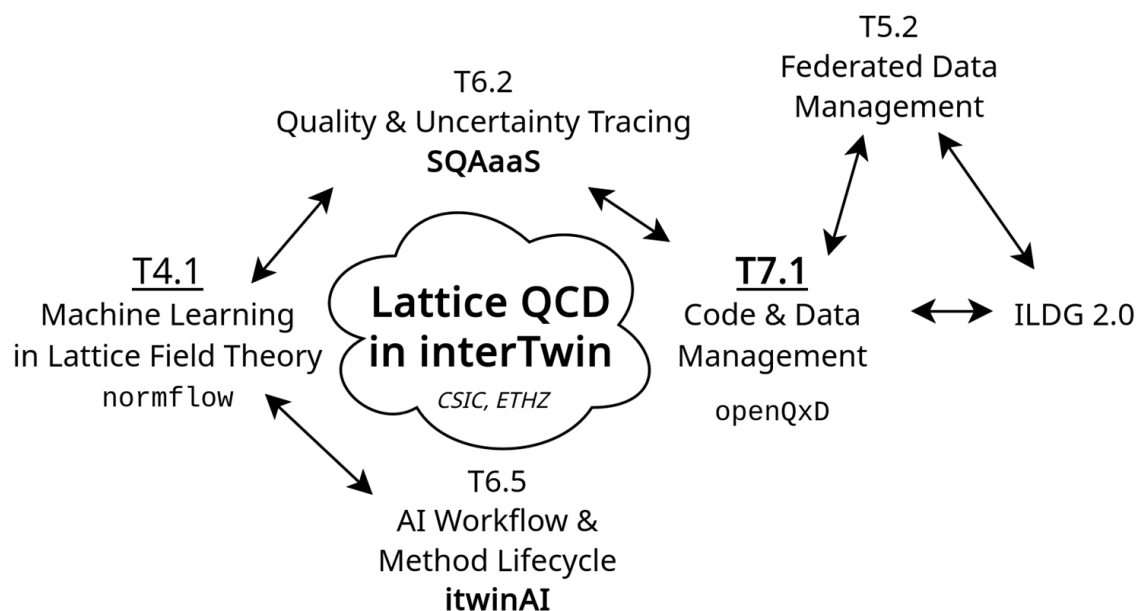 T5.2
Federated Data
Management
T6.2
Quality & Uncertainty Tracing
SQAaaS
T4.1
Machine Learning
in Lattice Field Theory
normflow
Lattice QCD
in interTwin
CSIC, ETHZ
T7.1
Code & Data
Management
openQxD
ILDG 2.0
T6.5
AI Workflow &
Method Lifecycle
itwinAI